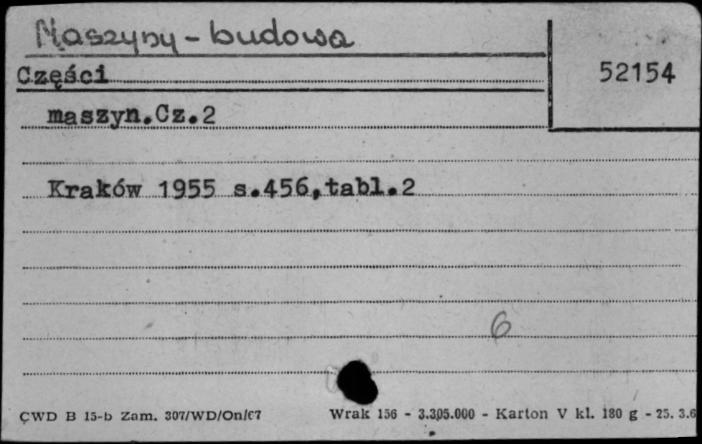 Maszyny - budowa
Części
52154
maszyn.Cz.2
Kraków 1955 s.456,tabl.2
6
CWD B 15-b Zam. 307/WD/On/67 Wrak 156 - 3.305.000 - Karton V kl. 180 g - 25. 3.6